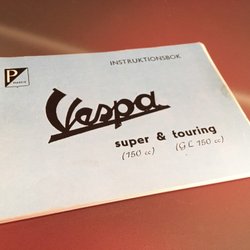 P
INSTRUKTIONSBOK
Vespa
super & touring
(150 cc) (GL 150 cc)